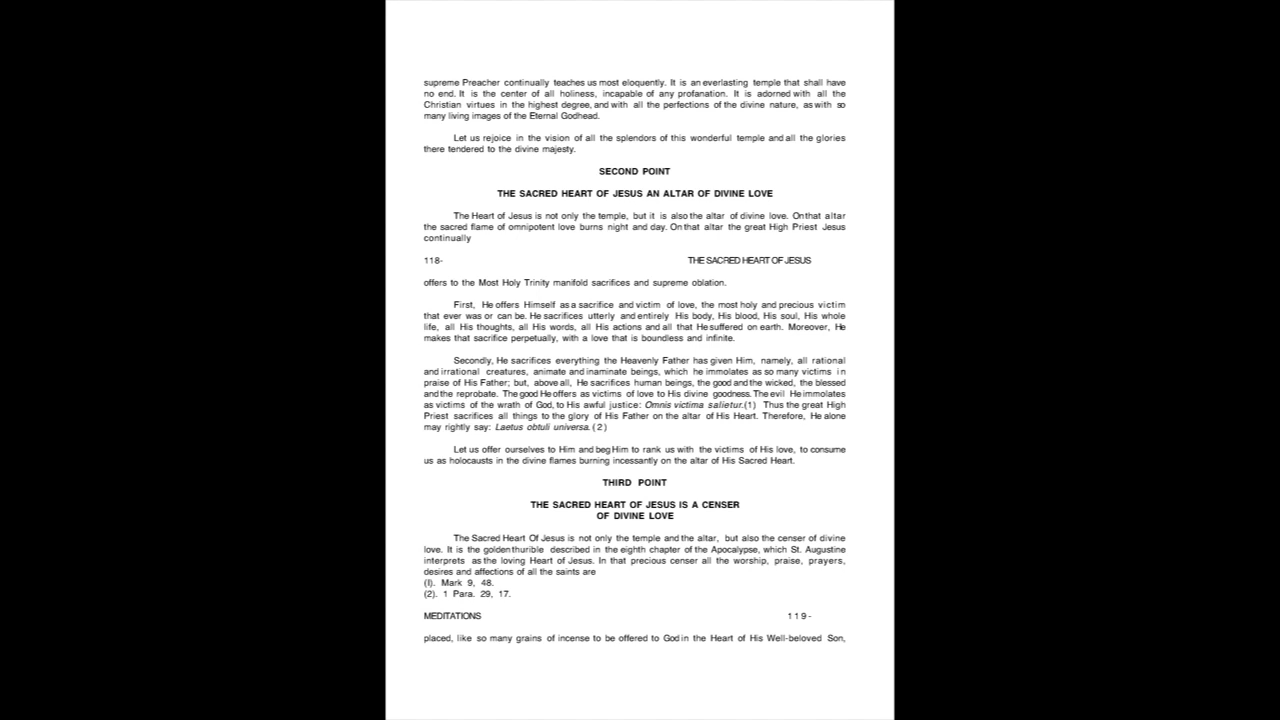 supreme Preacher continually teaches us most eloquently. It is an everlasting temple that shall have
no end. It is the center of all holiness, incapable of any profanation. It is adorned with all the
Christian virtues in the highest degree, and with all the perfections of the divine nature, as with so
many living images of the Eternal Godhead.
Let us rejoice in the vision of all the splendors of this wonderful temple and all the glories
there tendered to the divine majesty.
SECOND POINT
THE SACRED HEART OF JESUS AN ALTAR OF DIVINE LOVE
The Heart of Jesus is not only the temple, but it is also the altar of divine love. On that altar
the sacred flame of omnipotent love burns night and day. On that altar the great High Priest Jesus
continually
118- THE SACRED HEART OF JESUS
offers to the Most Holy Trinity manifold sacrifices and supreme oblation.
First, He offers Himself as a sacrifice and victim of love, the most holy and precious victim
that ever was or can be. He sacrifices utterly and entirely His body, His blood, His soul, His whole
life, all His thoughts, all His words, all His actions and all that He suffered on earth. Moreover, He
makes that sacrifice perpetually, with a love that is boundless and infinite.
Secondly, He sacrifices everything the Heavenly Father has given Him, namely, all rational
and irrational creatures, animate and inaminate beings, which he immolates as so many victims in
praise of His Father; but, above all, He sacrifices human beings, the good and the wicked, the blessed
and the reprobate. The good He offers as victims of love to His divine goodness. The evil He immolates
as victims of the wrath of God, to His awful justice: Omnis victima salietur.(1) Thus the great High
Priest sacrifices all things to the glory of His Father on the altar of His Heart. Therefore, He alone
may rightly say: Laetus obtuli universa. (2)
Let us offer ourselves to Him and beg Him to rank us with the victims of His love, to consume
us as holocausts in the divine flames burning incessantly on the altar of His Sacred Heart.
THIRD POINT
THE SACRED HEART OF JESUS IS A CENSER
OF DIVINE LOVE
The Sacred Heart Of Jesus is not only the temple and the altar, but also the censer of divine
love. It is the golden thurible described in the eighth chapter of the Apocalypse, which St. Augustine
interprets as the loving Heart of Jesus. In that precious censer all the worship, praise, prayers,
desires and affections of all the saints are
(I). Mark 9, 48.
(2). 1 Para. 29, 17.
MEDITATIONS 119-
placed, like so many grains of incense to be offered to God in the Heart of His Well-beloved Son,